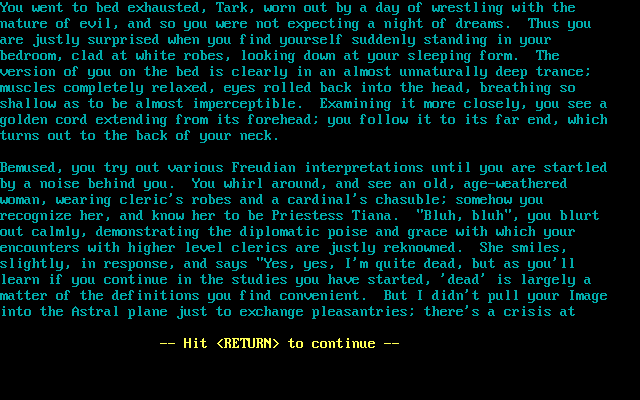 You went to bed exhausted, Tark, worn out by a day of wrestling with the
nature of evil, and so you were not expecting a night of dreams.  Thus you
are justly surprised when you find yourself suddenly standing in your
bedroom, clad at white robes, looking down at your sleeping form.  The
version of you on the bed is clearly in an almost unnaturally deep trance;
muscles completely relaxed, eyes rolled back into the head, breathing so
shallow as to be almost imperceptible.  Examining it more closely, you see a
golden cord extending from its forehead; you follow it to its far end, which
turns out to the back of your neck.

Bemused, you try out various Freudian interpretations until you are startled
by a noise behind you.  You whirl around, and see an old, age-weathered
woman, wearing cleric's robes and a cardinal's chasuble; somehow you
recognize her, and know her to be Priestess Tiana.  "Bluh, bluh", you blurt
out calmly, demonstrating the diplomatic poise and grace with which your
encounters with higher level clerics are justly reknowned.  She smiles,
slightly, in response, and says "Yes, yes, I'm quite dead, but as you'll
learn if you continue in the studies you have started, 'dead' is largely a
matter of the definitions you find convenient.  But I didn't pull your Image
into the Astral plane just to exchange pleasantries; there's a crisis at
-- Hit <RETURN> to continue --